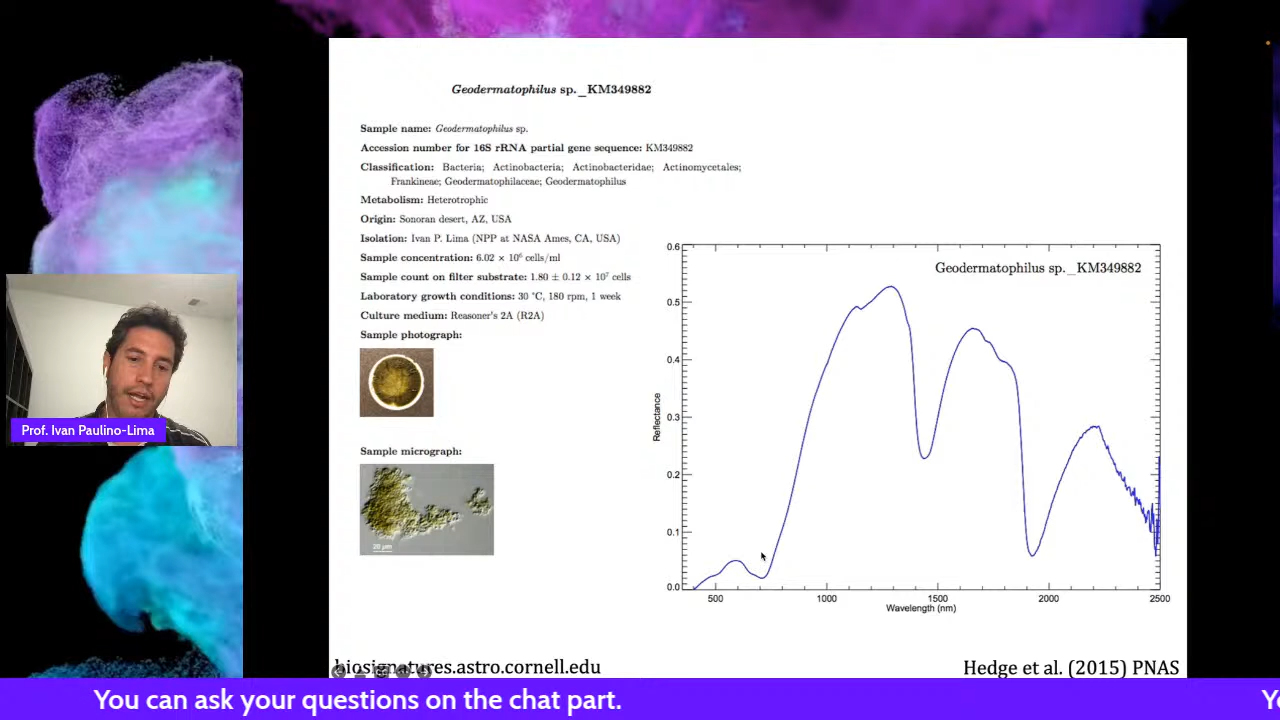 Geodermatophilus sp._KM349882
Sample name: Geodermatophilus sp.
Accession number for 16S rRNA partial gene sequence: KM349882
Classification: Bacteria; Actinobacteria; Actinobacteridae; Actinomycetales;
Frankineae; Geodermatophilaceae; Geodermatophilus
Metabolism: Heterotrophic
Origin: Sonoran desert, AZ, USA
Isolation: Ivan P. Lima (NPP at NASA Ames, CA, USA)
Sample concentration: 6.02 × 10⁶ cells/ml
Sample count on filter substrate: 1.80 ± 0.12 × 10⁷ cells
Laboratory growth conditions: 30 °C, 180 rpm, 1 week
Culture medium: Reasoner's 2A (R2A)
Sample photograph:
Sample micrograph:
20 µm
Geodermatophilus sp._KM349882
0.6
0.5
0.4
0.3
0.2
0.1
0.0
Reflectance
500 1000 1500 2000 2500
Wavelength (nm)
Prof. Ivan Paulino-Lima
biosignatures.astro.cornell.edu
Hedge et al. (2015) PNAS
You can ask your questions on the chat part.